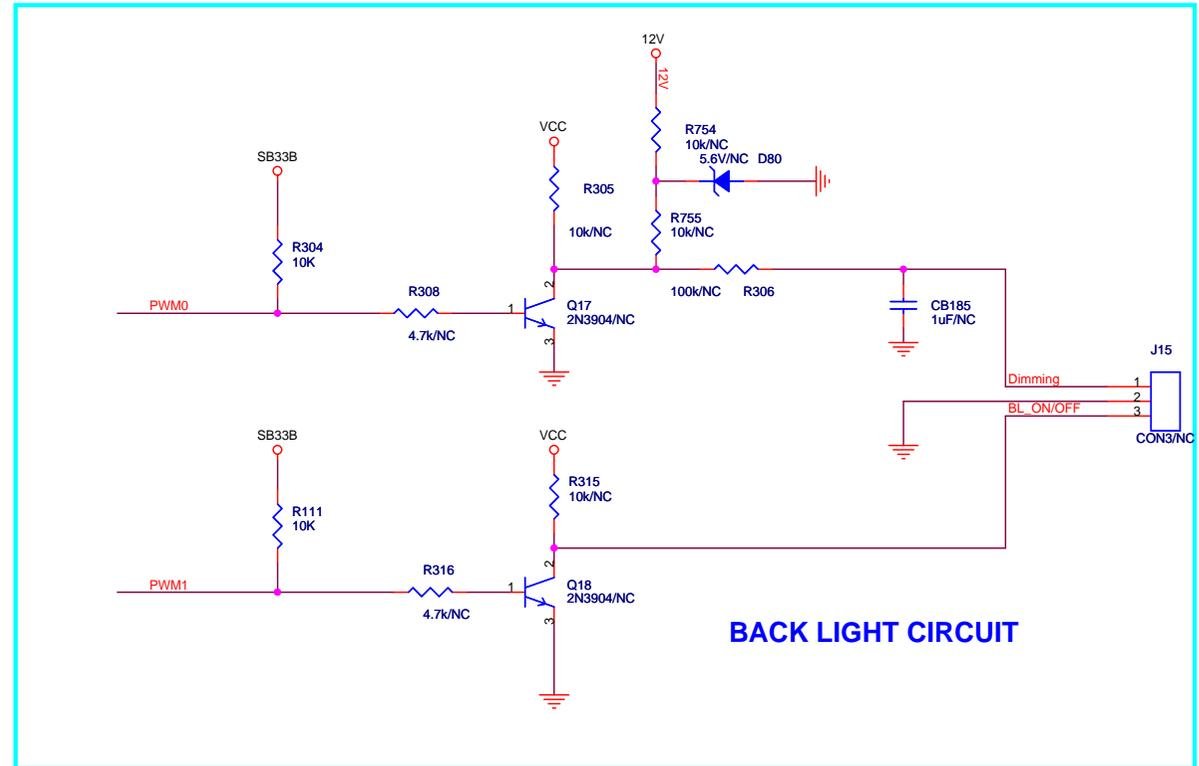 12V
12V
R754
10k/NC
5.6V/NC D80
VCC
R305
10k/NC
SB33B
R304
10K
R755
10k/NC
100k/NC R306
PWM0
R308
4.7k/NC
1
2
3
Q17
2N3904/NC
CB185
1uF/NC
J15
Dimming
1
2
BL_ON/OFF
3
CON3/NC
SB33B
VCC
R315
10k/NC
R111
10K
PWM1
R316
4.7k/NC
1
2
3
Q18
2N3904/NC
BACK LIGHT CIRCUIT